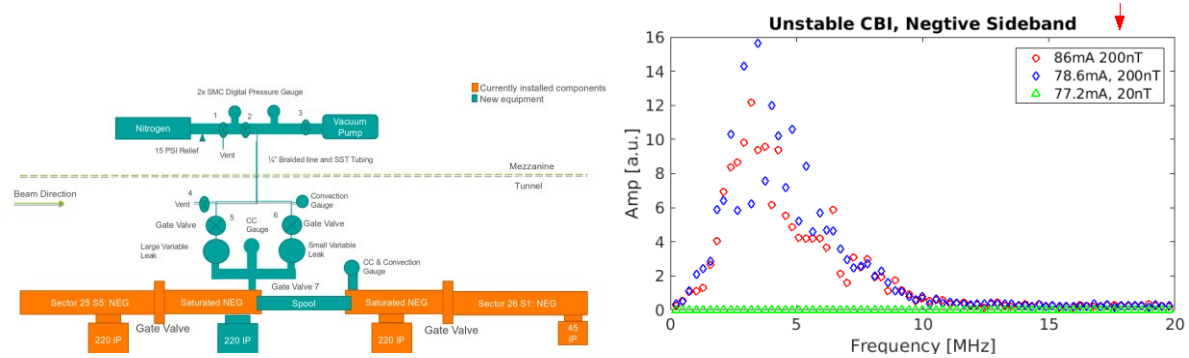 Currently installed components
New equipment
2x SMC Digital Pressure Gauge
Nitrogen
1
2
3
Vacuum
Pump
15 PSI Relief
Vent
¼" Braided line and SST Tubing
Mezzanine
Tunnel
Beam Direction
4
Vent
Convection
Gauge
5
6
Gate Valve
CC
Gauge
Gate Valve
Large Variable
Leak
Small Variable
Leak
CC & Convection
Gauge
Gate Valve 7
Sector 25 S5: NEG
Saturated NEG
Spool
Saturated NEG
Sector 26 S1: NEG
Gate Valve
Gate Valve
220 IP
220 IP
220 IP
45
IP
Unstable CBI, Negtive Sideband
86mA 200nT
78.6mA, 200nT
77.2mA, 20nT
Amp [a.u.]
16
14
12
10
8
6
4
2
0
0
5
10
15
20
Frequency [MHz]